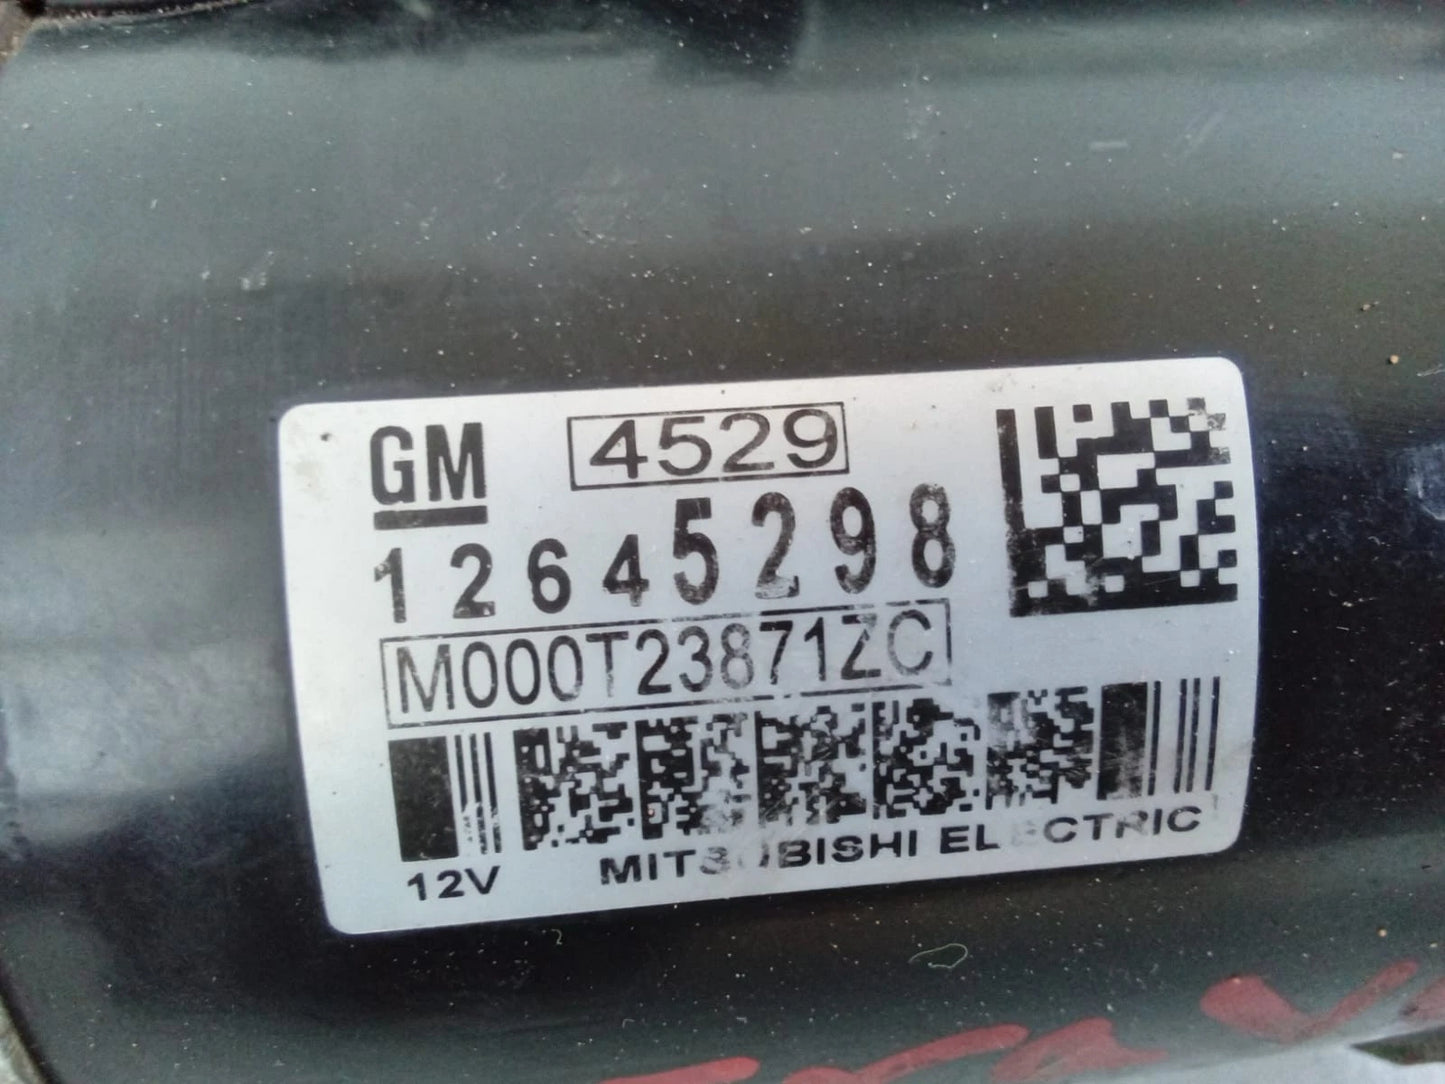 GM 4529
12645298
M000T23871ZC
12V MITSUBISHI ELECTRIC